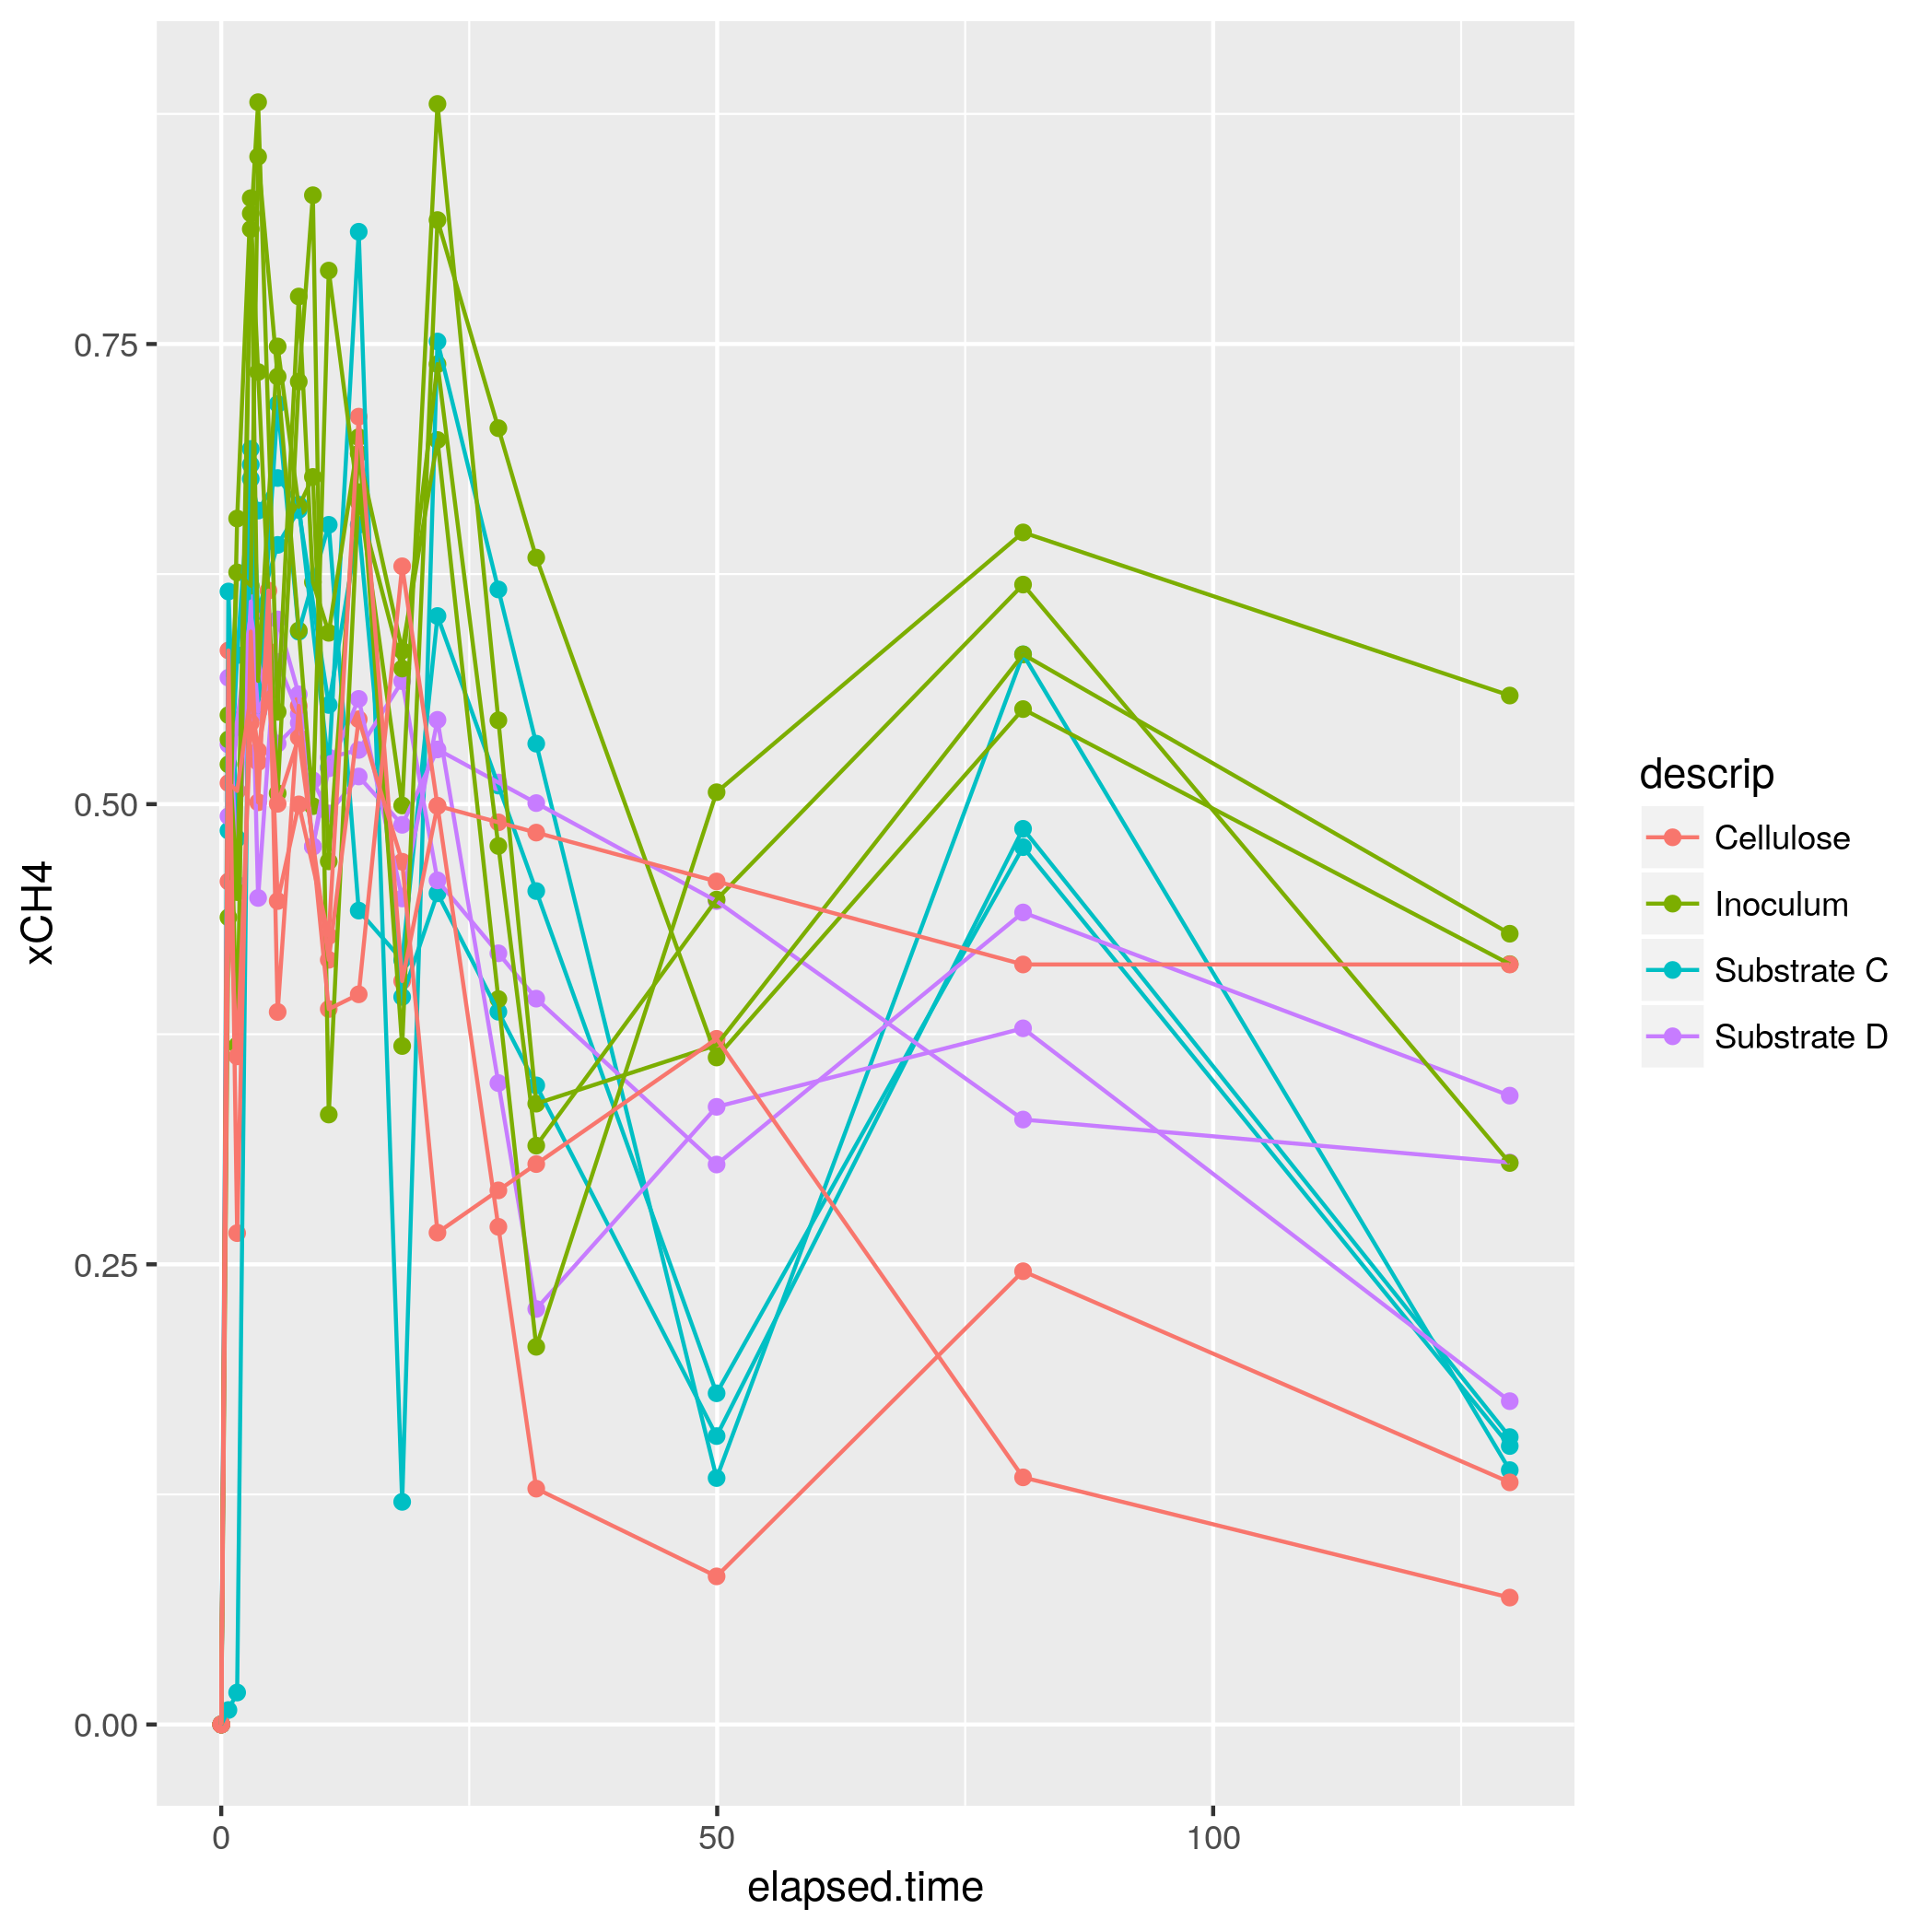 0.75
0.50
0.25
0.00
xCH4
0
50
100
elapsed.time
descrip
Cellulose
Inoculum
Substrate C
Substrate D